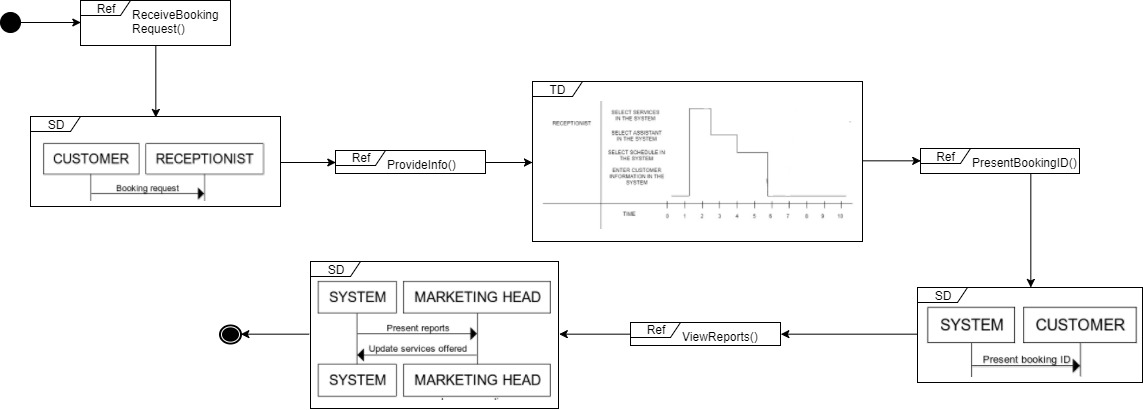 Ref
ReceiveBooking
Request()
SD
CUSTOMER
RECEPTIONIST
Booking request
Ref
ProvideInfo()
TD
RECEPTIONIST
SELECT SERVICES
IN THE SYSTEM
SELECT ASSISTANT
IN THE SYSTEM
SELECT SCHEDULE IN
THE SYSTEM
ENTER CUSTOMER
INFORMATION IN THE
SYSTEM
TIME
0 1 2 3 4 5 6 7 8 9 10
Ref
PresentBookingID()
SD
SYSTEM
CUSTOMER
Present booking ID
Ref
ViewReports()
SD
SYSTEM
MARKETING HEAD
Present reports
Update services offered
SYSTEM
MARKETING HEAD